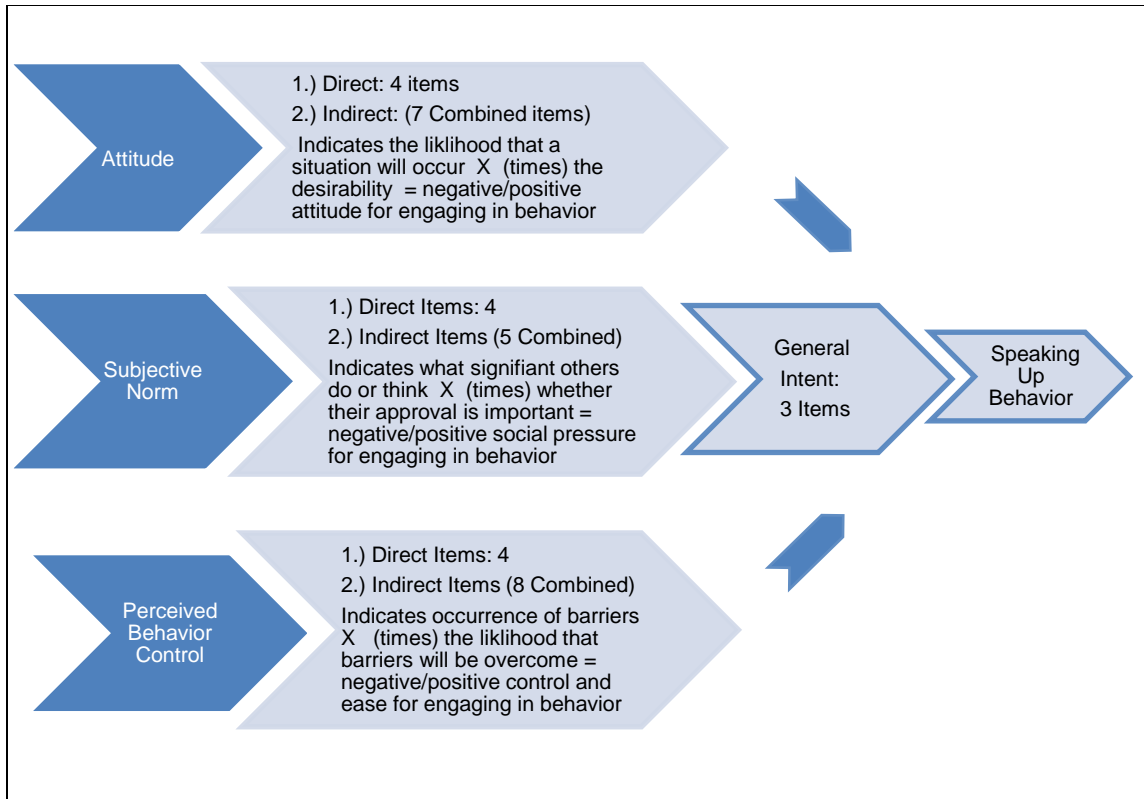 Attitude
1.) Direct: 4 items
2.) Indirect: (7 Combined items)
Indicates the liklihood that a
situation will occur X (times) the
desirability = negative/positive
attitude for engaging in behavior
Subjective
Norm
1.) Direct Items: 4
2.) Indirect Items (5 Combined)
Indicates what signifiant others
do or think X (times) whether
their approval is important =
negative/positive social pressure
for engaging in behavior
General
Intent:
3 Items
Speaking
Up
Behavior
Perceived
Behavior
Control
1.) Direct Items: 4
2.) Indirect Items (8 Combined)
Indicates occurrence of barriers
X (times) the liklihood that
barriers will be overcome =
negative/positive control and
ease for engaging in behavior